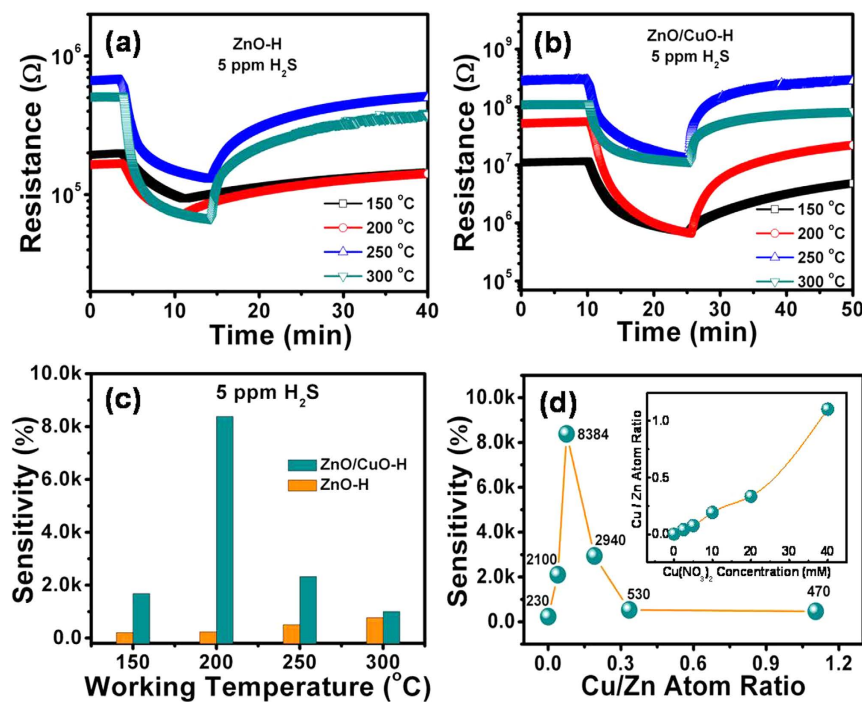 (a)
ZnO-H
5 ppm H2S
Resistance (Ω)
10^6
10^5
150 °C
200 °C
250 °C
300 °C
0 10 20 30 40
Time (min)
(b)
ZnO/CuO-H
5 ppm H2S
Resistance (Ω)
10^9
10^8
10^7
10^6
10^5
150 °C
200 °C
250 °C
300 °C
0 10 20 30 40 50
Time (min)
(c)
5 ppm H2S
Sensitivity (%)
10.0k
8.0k
6.0k
4.0k
2.0k
0.0
ZnO/CuO-H
ZnO-H
150 200 250 300
Working Temperature (°C)
(d)
Sensitivity (%)
10.0k
8.0k
6.0k
4.0k
2.0k
0.0
230
2100
8384
2940
530
470
0.0 0.3 0.6 0.9 1.2
Cu/Zn Atom Ratio
Cu / Zn Atom Ratio
1.0
0.5
0.0
0 10 20 30 40
Cu(NO3)2 Concentration (mM)